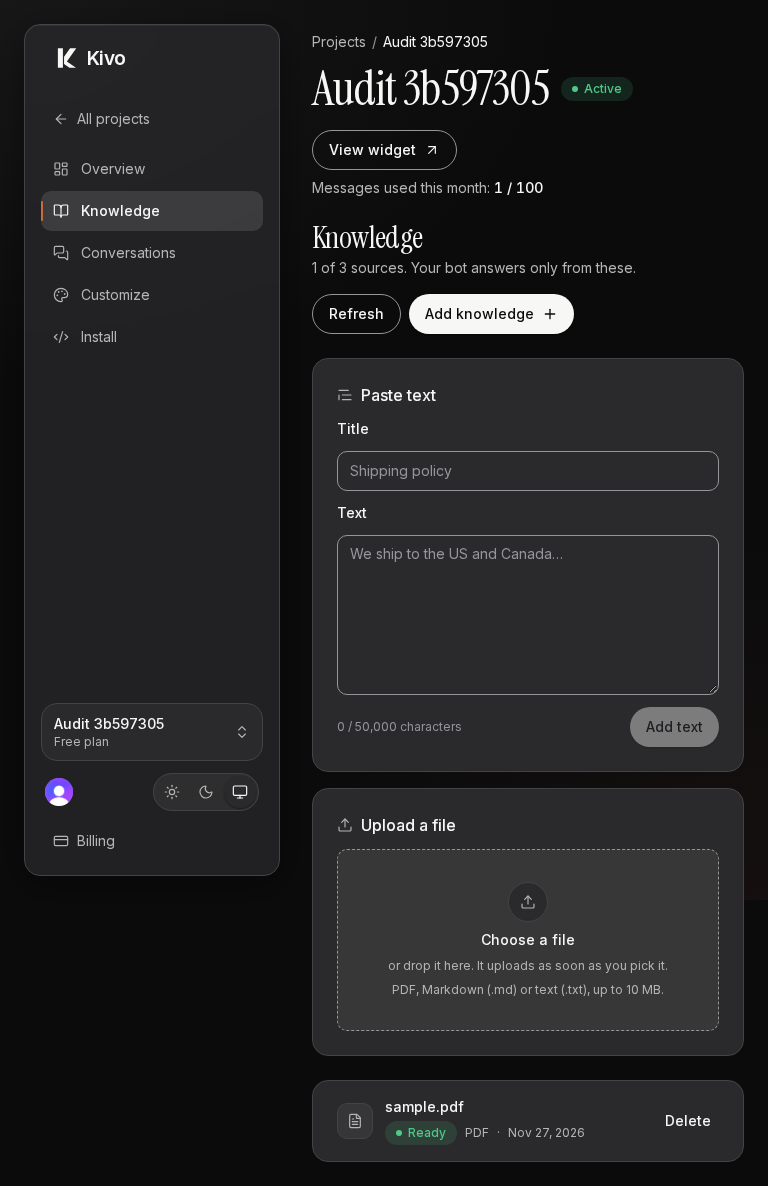 Kivo
All projects
Overview
Knowledge
Conversations
Customize
Install
Audit 3b597305
Free plan
Billing
Projects / Audit 3b597305
Audit 3b597305
Active
View widget
Messages used this month: 1 / 100
Knowledge
1 of 3 sources. Your bot answers only from these.
Refresh
Add knowledge
Paste text
Title
Shipping policy
Text
We ship to the US and Canada…
0 / 50,000 characters
Add text
Upload a file
Choose a file
or drop it here. It uploads as soon as you pick it.
PDF, Markdown (.md) or text (.txt), up to 10 MB.
sample.pdf
Ready PDF · Nov 27, 2026
Delete